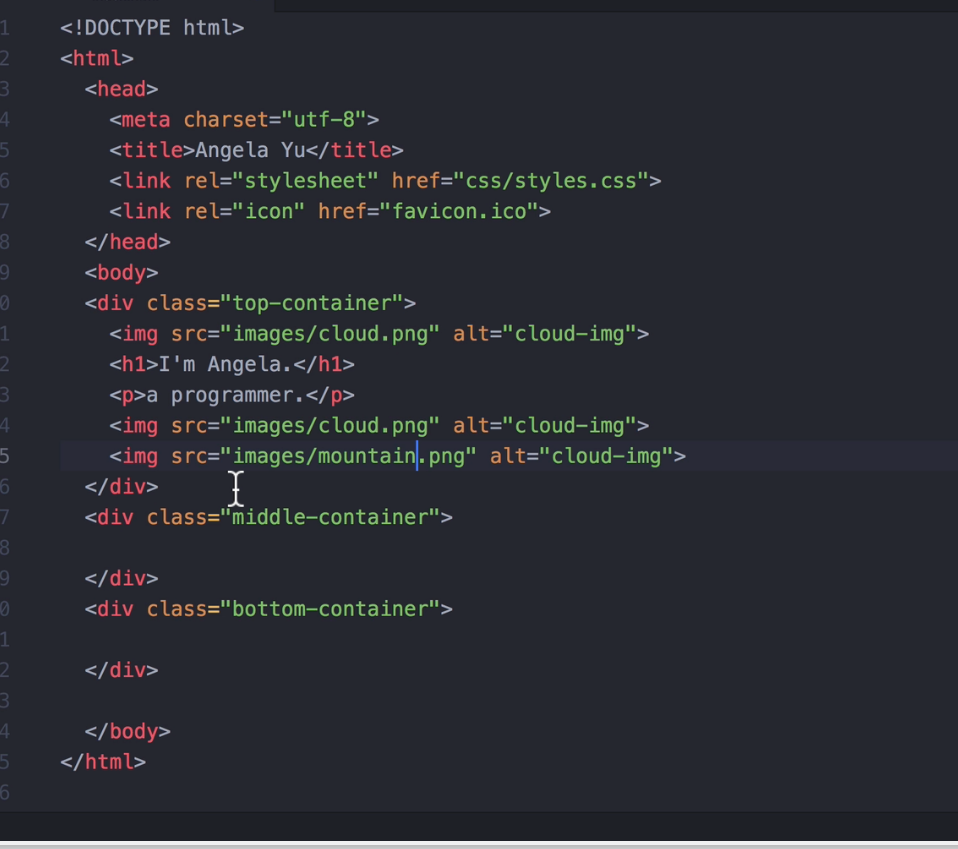 1 <!DOCTYPE html>
2 <html>
3 <head>
4 <meta charset="utf-8">
5 <title>Angela Yu</title>
6 <link rel="stylesheet" href="css/styles.css">
7 <link rel="icon" href="favicon.ico">
8 </head>
9 <body>
0 <div class="top-container">
1 <img src="images/cloud.png" alt="cloud-img">
2 <h1>I'm Angela.</h1>
3 <p>a programmer.</p>
4 <img src="images/cloud.png" alt="cloud-img">
5 <img src="images/mountain.png" alt="cloud-img">
6 </div>
7 <div class="middle-container">
8
9 </div>
0 <div class="bottom-container">
1
2 </div>
3
4 </body>
5 </html>
6